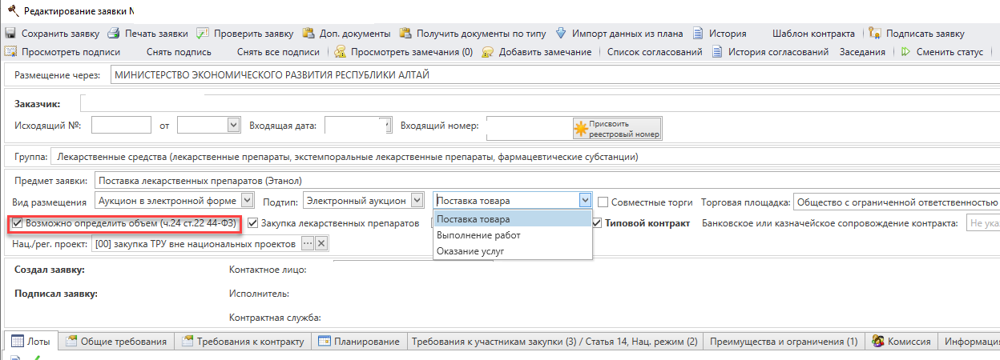 Редактирование заявки №
Сохранить заявку Печать заявки Проверить заявку Доп. документы Получить документы по типу Импорт данных из плана История Шаблон контракта Подписать заявку
Просмотреть подписи Снять подпись Снять все подписи Просмотреть замечания (0) Добавить замечание Список согласований История согласований Заседания Сменить статус
Размещение через: МИНИСТЕРСТВО ЭКОНОМИЧЕСКОГО РАЗВИТИЯ РЕСПУБЛИКИ АЛТАЙ
Заказчик:
Исходящий №: от Входящая дата: Входящий номер: Присвоить реестровый номер
Группа: Лекарственные средства (лекарственные препараты, экстемпоральные лекарственные препараты, фармацевтические субстанции)
Предмет заявки: Поставка лекарственных препаратов (Этанол)
Вид размещения Аукцион в электронной форме Подтип: Электронный аукцион Поставка товара Совместные торги Торговая площадка: Общество с ограниченной ответственностью
Поставка товара
Выполнение работ
Оказание услуг
Возможно определить объем (ч.24 ст.22 44-ФЗ) Закупка лекарственных препаратов Типовой контракт Банковское или казначейское сопровождение контракта: Не ука
Нац./рег. проект: [00] закупка ТРУ вне национальных проектов ...
Создал заявку: Контактное лицо:
Подписал заявку: Исполнитель:
Контрактная служба:
Лоты Общие требования Требования к контракту Планирование Требования к участникам закупки (3) / Статья 14, Нац. режим (2) Преимущества и ограничения (1) Комиссия Информация